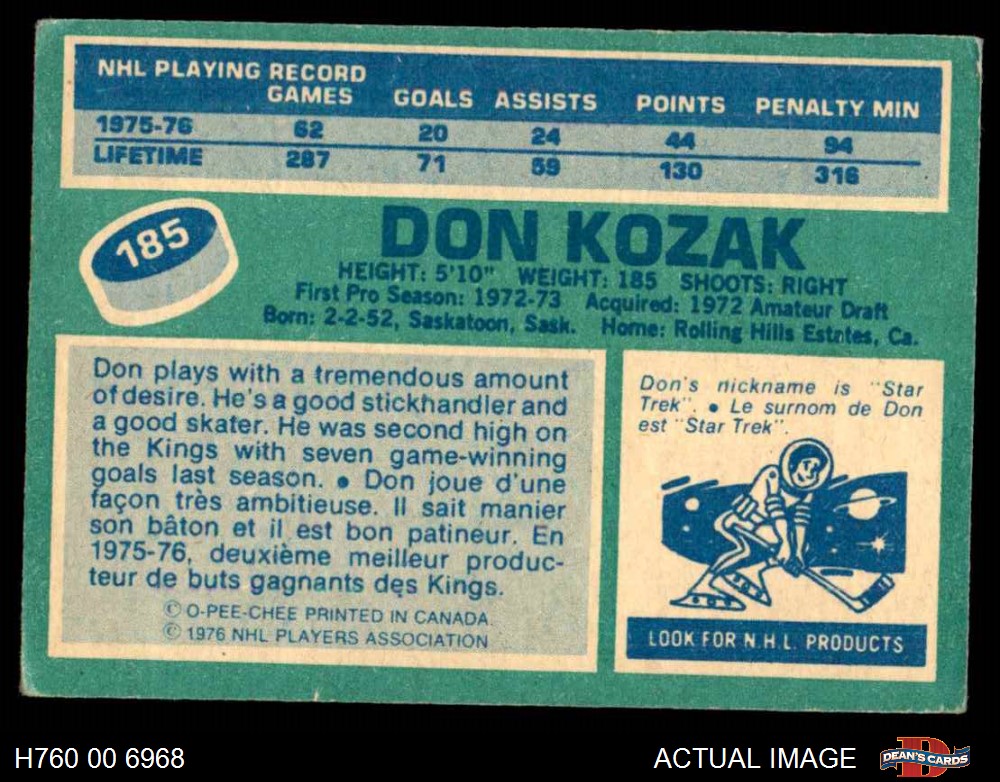 NHL PLAYING RECORD
GAMES GOALS ASSISTS POINTS PENALTY MIN
1975-76 62 20 24 44 94
LIFETIME 287 71 59 130 316
185
DON KOZAK
HEIGHT: 5'10" WEIGHT: 185 SHOOTS: RIGHT
First Pro Season: 1972-73 Acquired: 1972 Amateur Draft
Born: 2-2-52, Saskatoon, Sask. Home: Rolling Hills Estates, Ca.
Don plays with a tremendous amount
of desire. He's a good stickhandler and
a good skater. He was second high on
the Kings with seven game-winning
goals last season. • Don joue d'une
façon très ambitieuse. Il sait manier
son bâton et il est bon patineur. En
1975-76, deuxième meilleur produc-
teur de buts gagnants des Kings.
© O-PEE-CHEE PRINTED IN CANADA.
© 1976 NHL PLAYERS ASSOCIATION
Don's nickname is "Star
Trek". • Le surnom de Don
est "Star Trek".
LOOK FOR N.H.L. PRODUCTS
H760 00 6968
ACTUAL IMAGE
D
DEAN'S CARDS